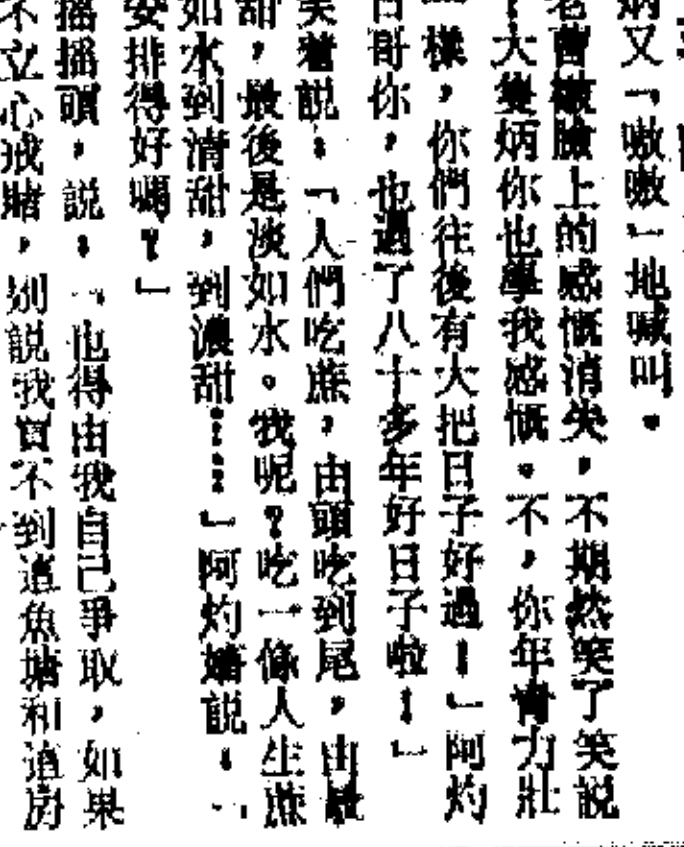 炳又「嗷嗷」地喊叫。
老曹皺臉上的感慨消失，不期然笑了笑說
大隻炳你也學我感慨。不，你年青力壯
樣，你們往後有大把日子好過！」阿灼
日哥你，也過了八十多年好日子啦！」
笑着說：「人們吃蔗，由頭吃到尾，由
甜，最後是淡如水。我呢？吃一條人生蔗
如水到清甜，到濃甜……」阿灼嬸說：「
安排得好嗎？」
搖搖頭，說：「也得由我自己爭取，如果
不立心戒賭，別說我買不到這魚塘和這房